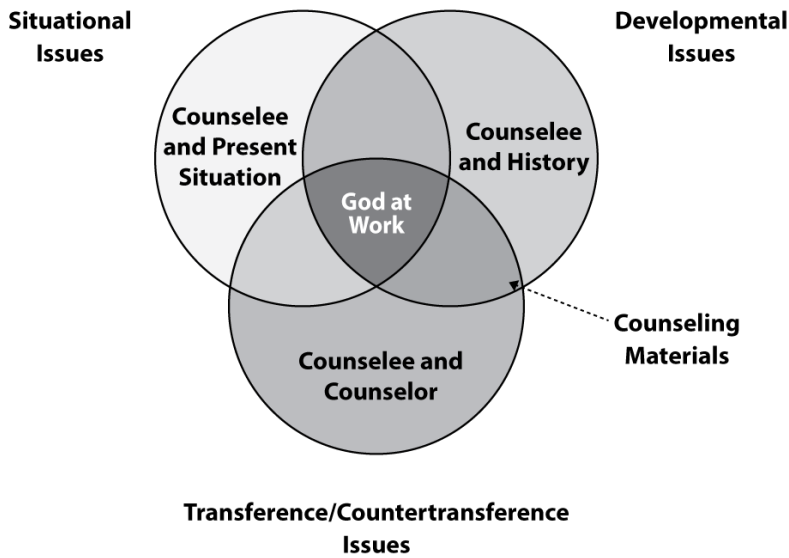 Situational
Issues
Developmental
Issues
Counselee
and Present
Situation
Counselee
and History
God at
Work
Counseling
Materials
Counselee and
Counselor
Transference/Countertransference
Issues